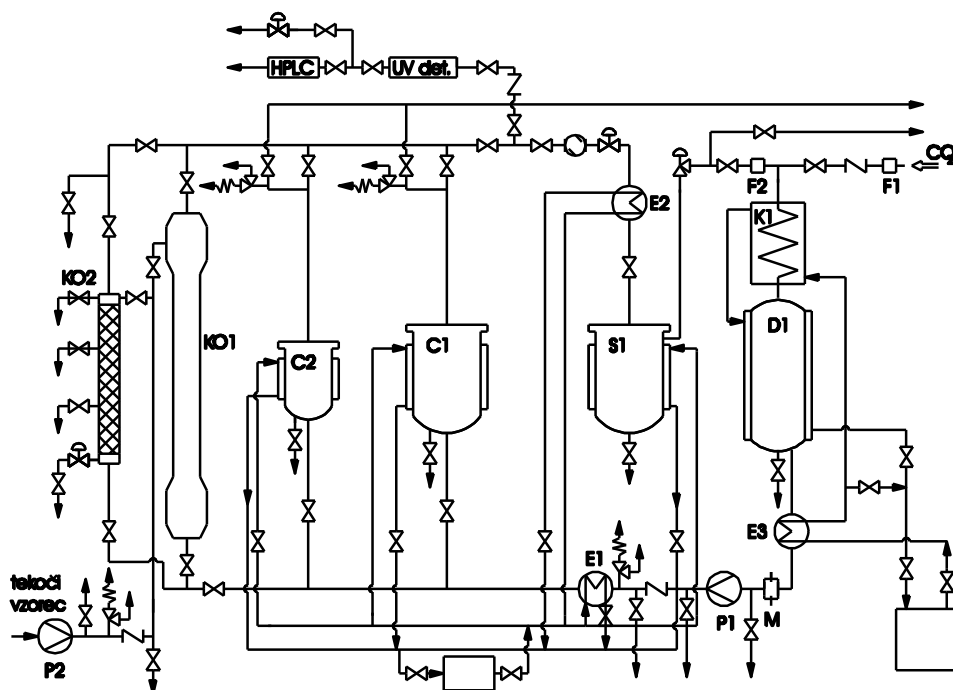 HPLC
UV det.
CO2
F2
F1
E2
K1
KO2
D1
KO1
C2
C1
S1
E3
E1
tekoči
vzorec
P1
M
P2